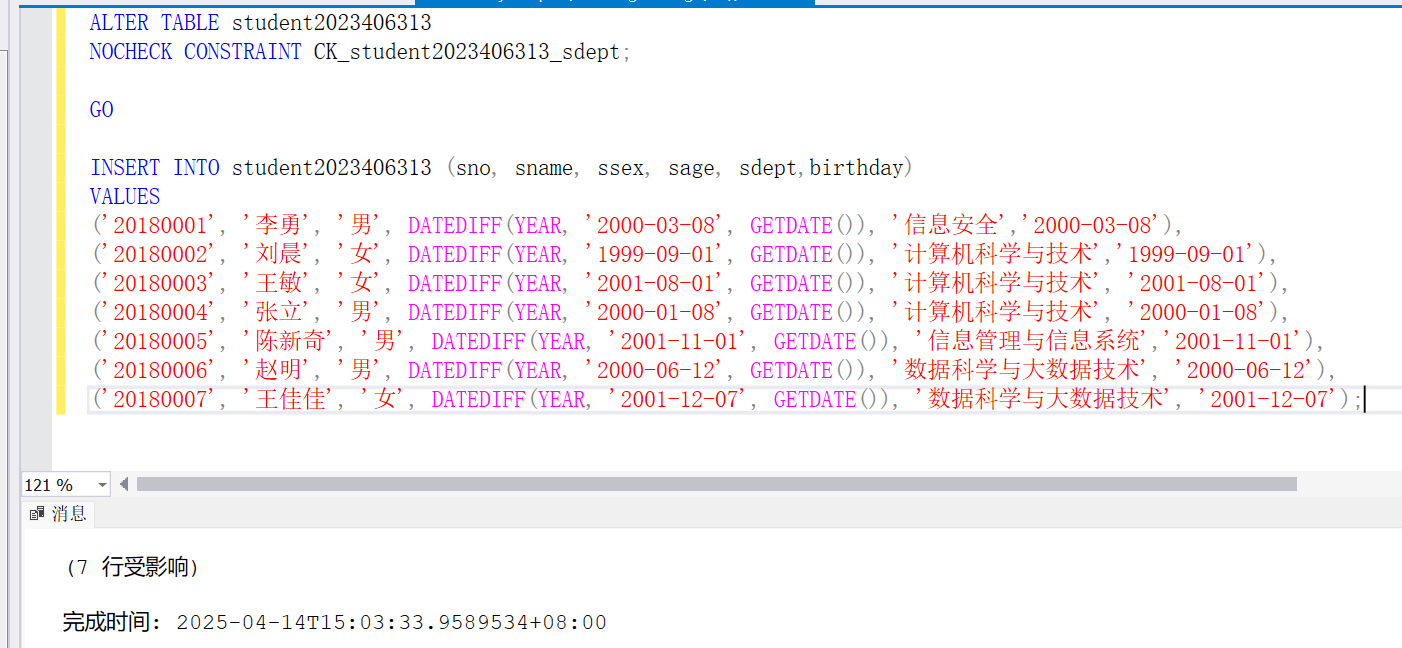 ALTER TABLE student2023406313
NOCHECK CONSTRAINT CK_student2023406313_sdept;
GO
INSERT INTO student2023406313 (sno, sname, ssex, sage, sdept,birthday)
VALUES
('20180001', '李勇', '男', DATEDIFF(YEAR, '2000-03-08', GETDATE()), '信息安全','2000-03-08'),
('20180002', '刘晨', '女', DATEDIFF(YEAR, '1999-09-01', GETDATE()), '计算机科学与技术','1999-09-01'),
('20180003', '王敏', '女', DATEDIFF(YEAR, '2001-08-01', GETDATE()), '计算机科学与技术', '2001-08-01'),
('20180004', '张立', '男', DATEDIFF(YEAR, '2000-01-08', GETDATE()), '计算机科学与技术', '2000-01-08'),
('20180005', '陈新奇', '男', DATEDIFF(YEAR, '2001-11-01', GETDATE()), '信息管理与信息系统','2001-11-01'),
('20180006', '赵明', '男', DATEDIFF(YEAR, '2000-06-12', GETDATE()), '数据科学与大数据技术', '2000-06-12'),
('20180007', '王佳佳', '女', DATEDIFF(YEAR, '2001-12-07', GETDATE()), '数据科学与大数据技术', '2001-12-07');
121 %
消息
(7 行受影响)
完成时间: 2025-04-14T15:03:33.9589534+08:00